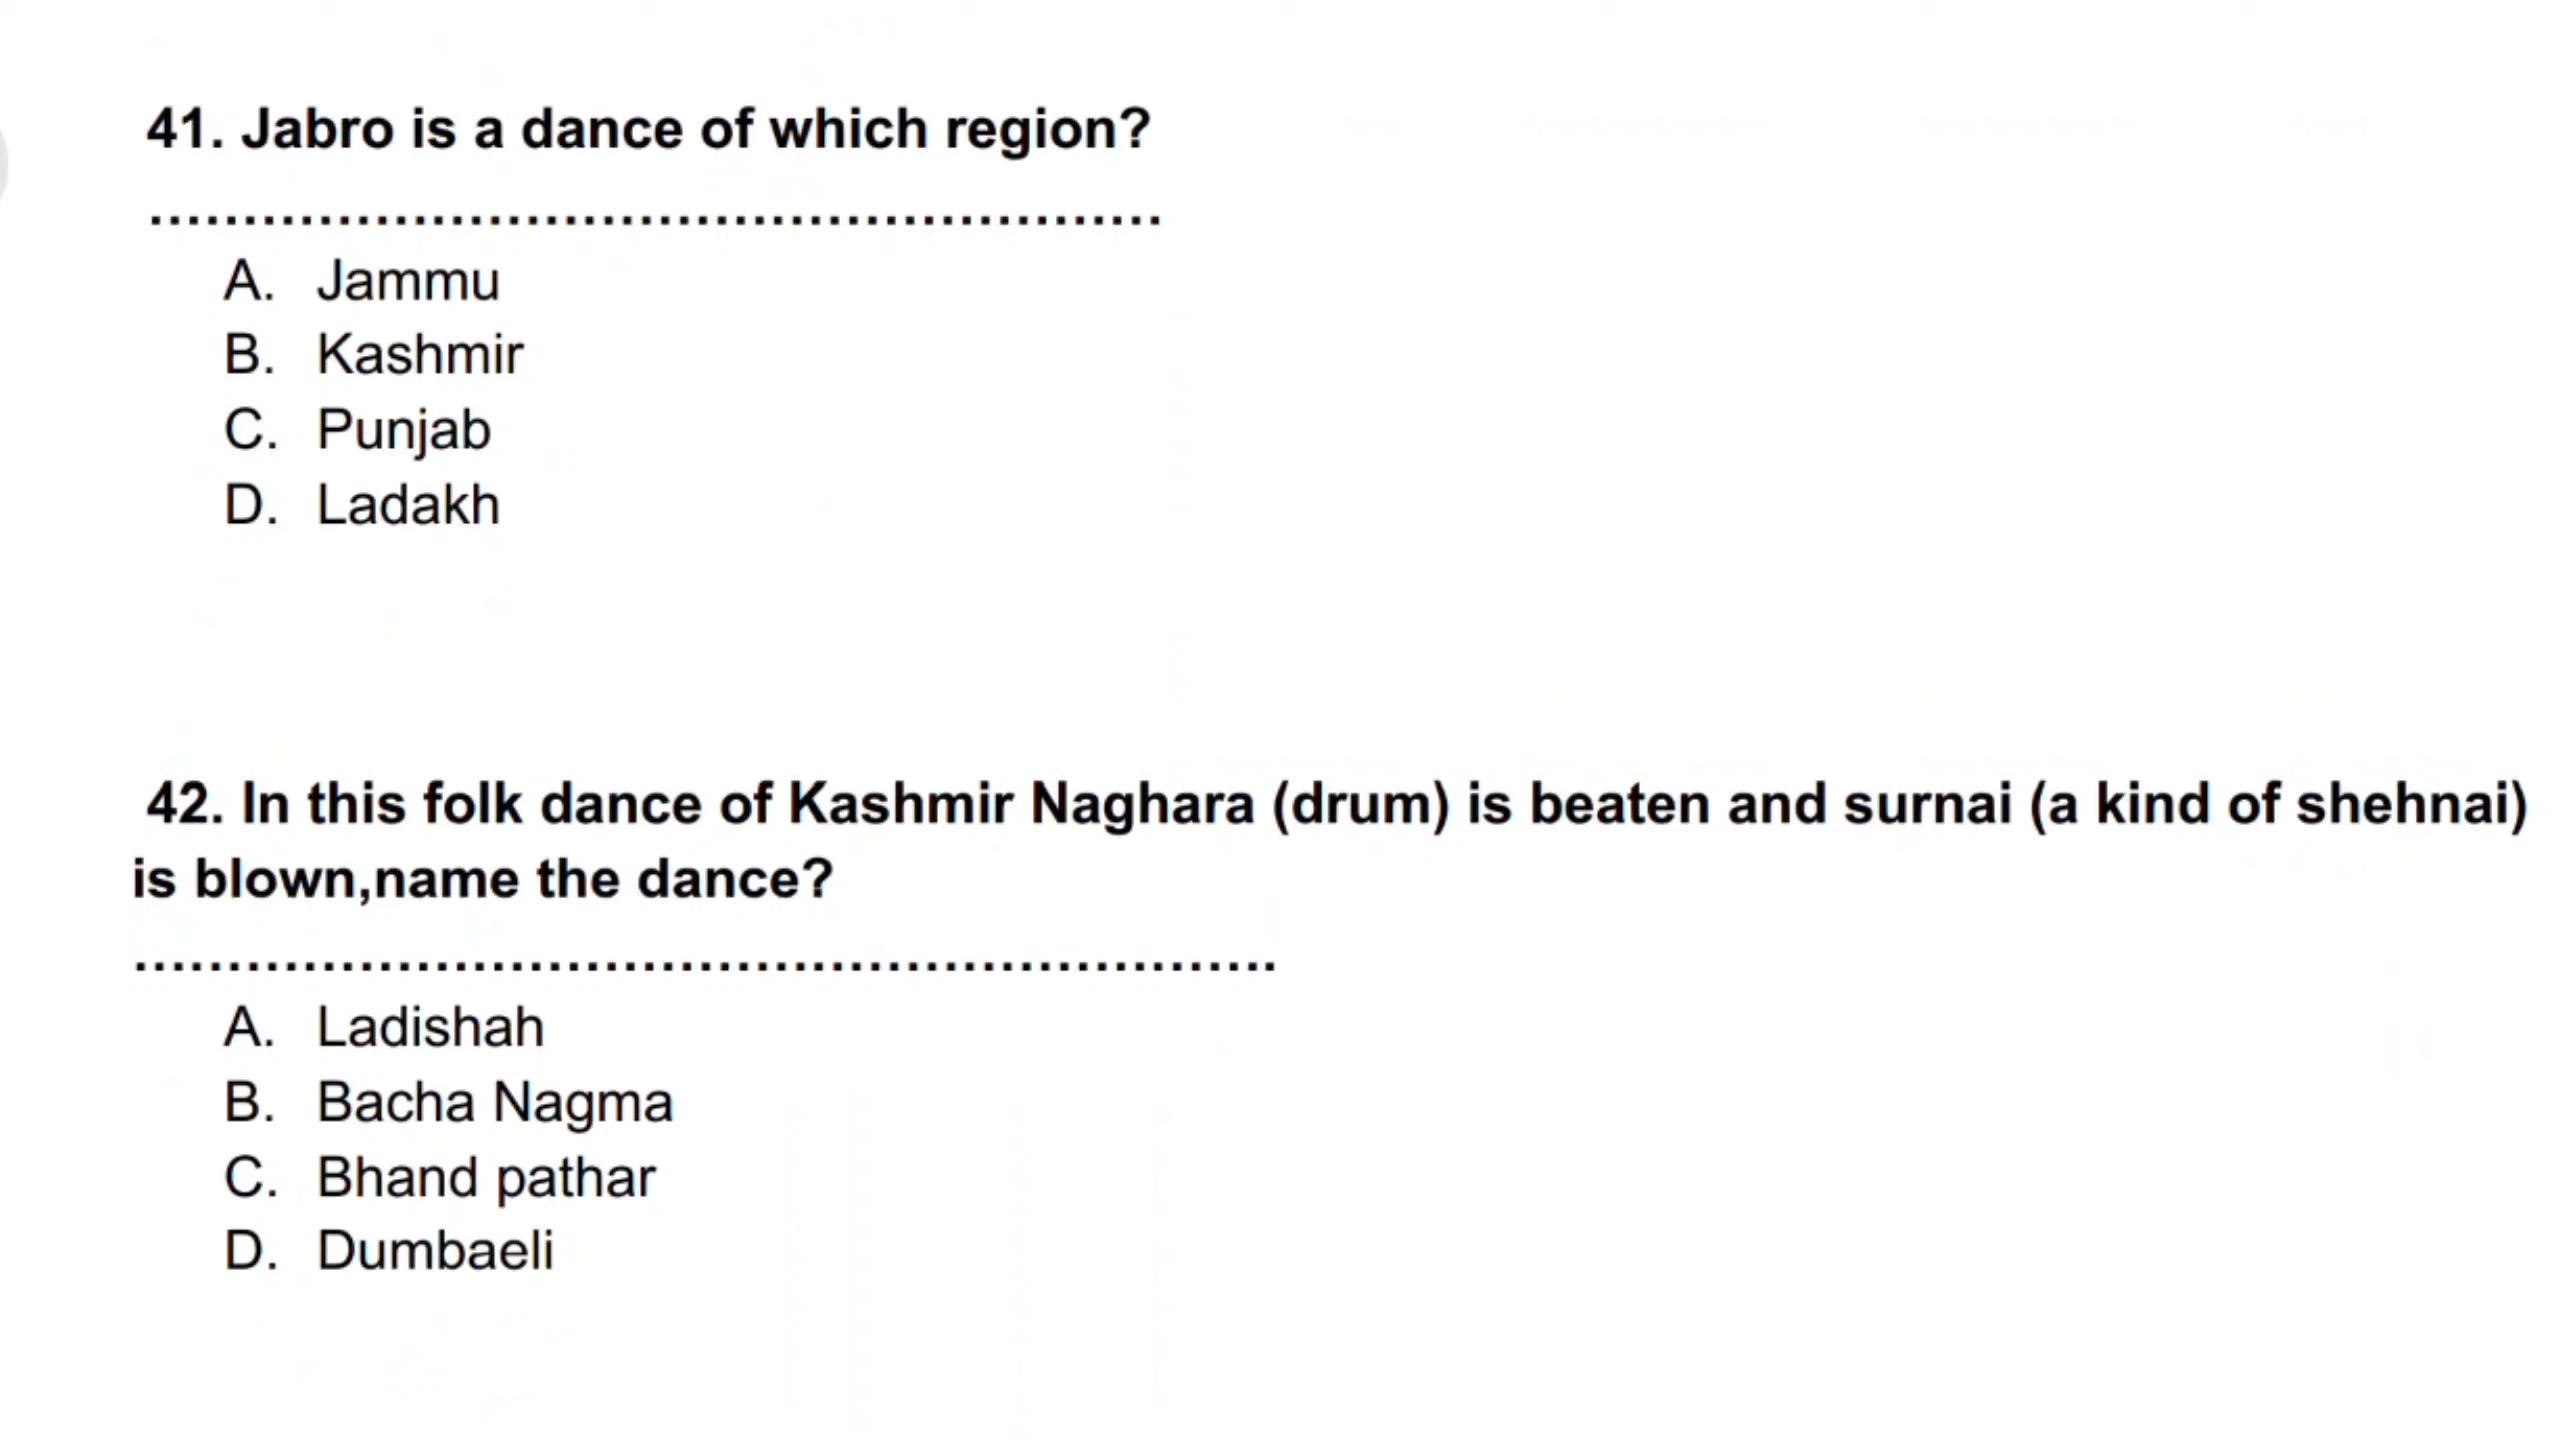 41. Jabro is a dance of which region?
......................................................
A. Jammu
B. Kashmir
C. Punjab
D. Ladakh
42. In this folk dance of Kashmir Naghara (drum) is beaten and surnai (a kind of shehnai)
is blown,name the dance?
.............................................................
A. Ladishah
B. Bacha Nagma
C. Bhand pathar
D. Dumbaeli